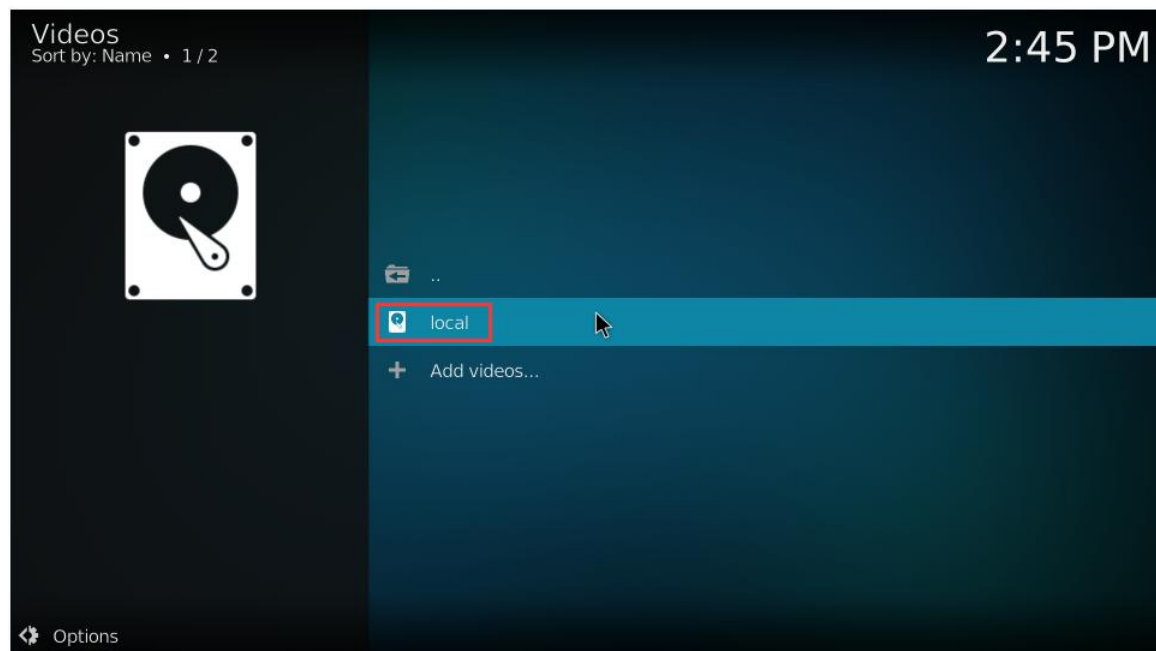 Videos
Sort by: Name • 1 / 2
2:45 PM
..
local
Add videos...
Options